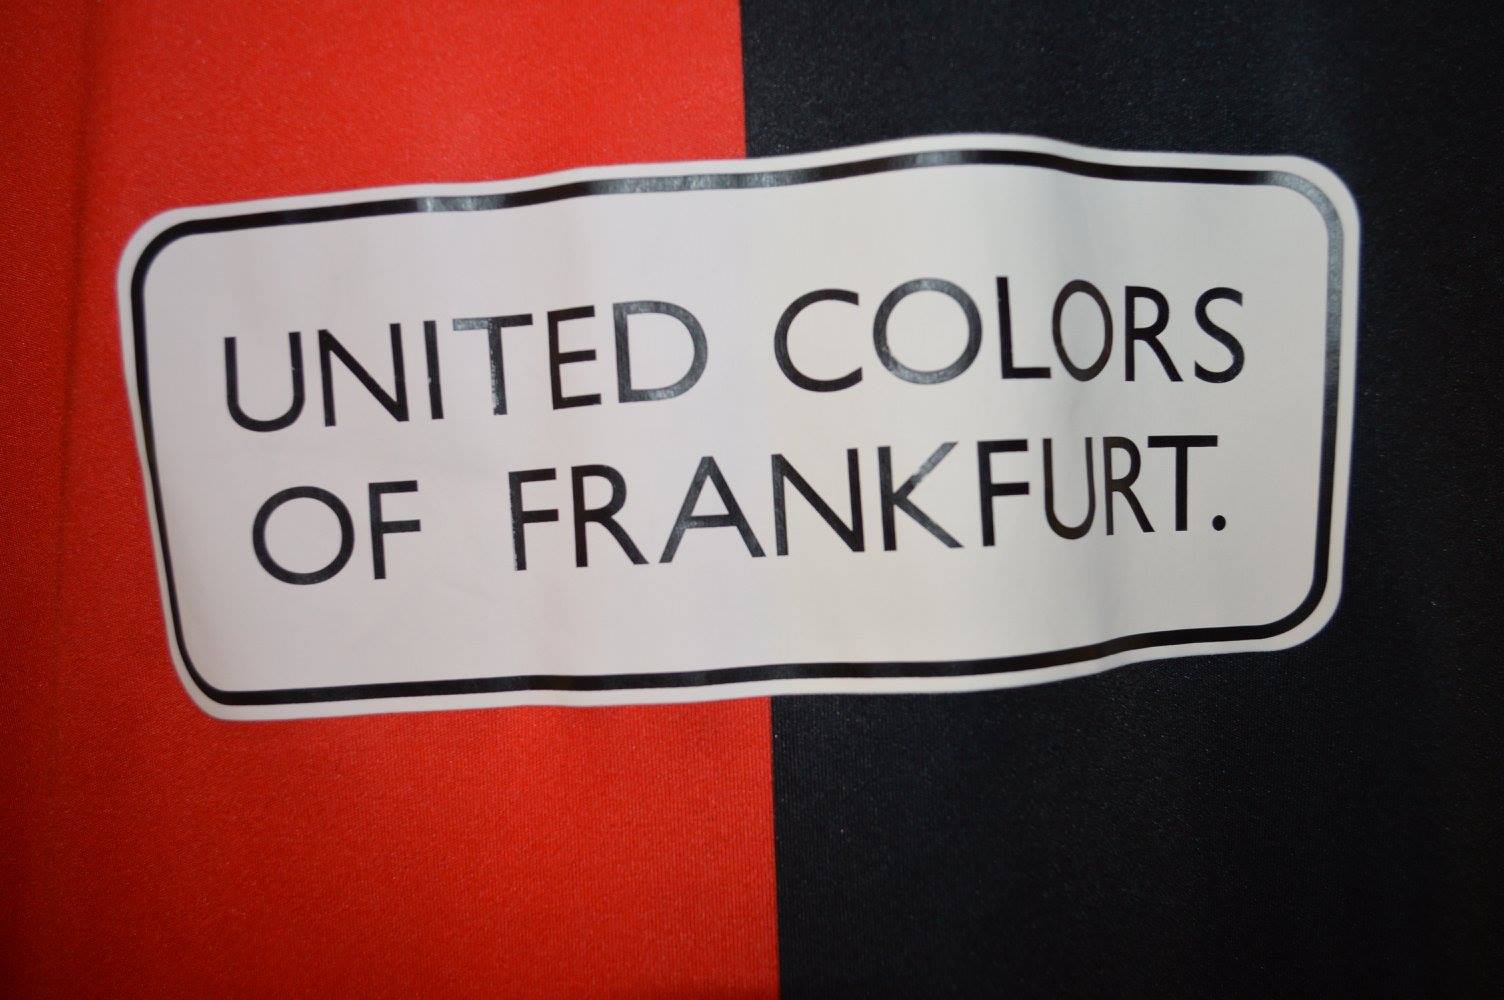 UNITED COLORS
OF FRANKFURT.